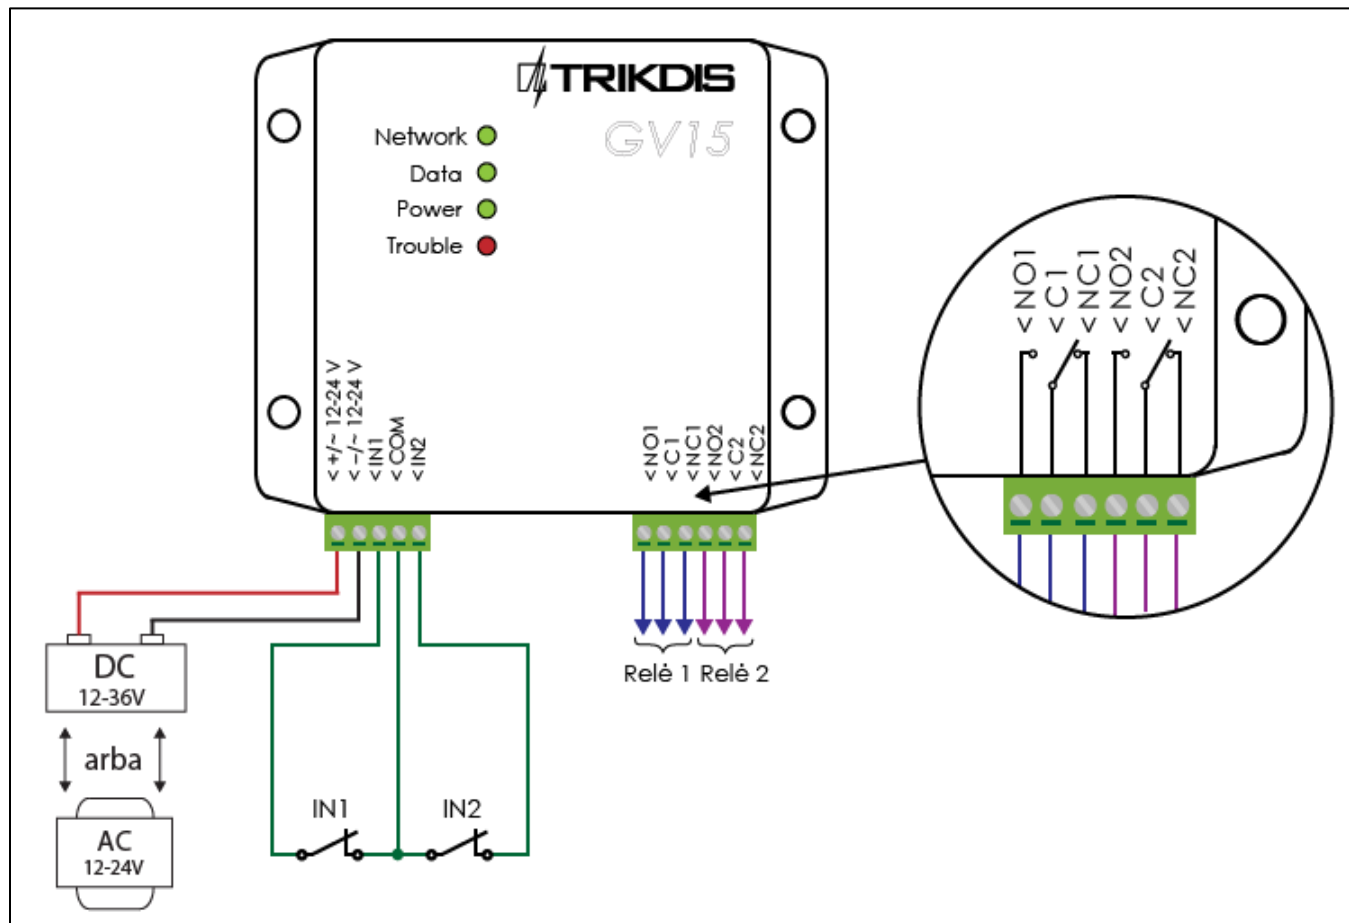 TRIKDIS
GV15
Network
Data
Power
Trouble
< +/~ 12-24 V
< −/~ 12-24 V
<IN1
<COM
<IN2
<NO1
<C1
<NC1
<NO2
<C2
<NC2
<NO1
<C1
<NC1
<NO2
<C2
<NC2
DC
12-36V
arba
AC
12-24V
IN1
IN2
Relė 1
Relė 2